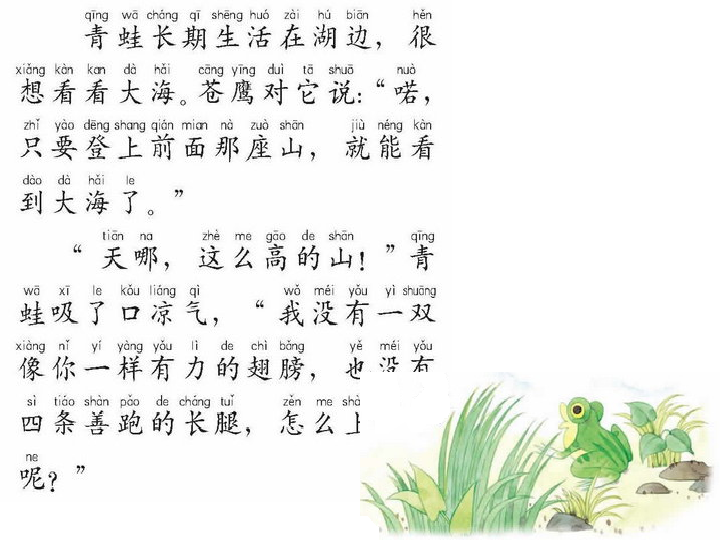 qīng wā cháng qī shēng huó zài hú biān hěn
青蛙长期生活在湖边，很
xiǎng kàn kan dà hǎi cāng yīng duì tā shuō nuò
想看看大海。苍鹰对它说：“喏，
zhǐ yào dēng shang qián mian nà zuò shān jiù néng kàn
只要登上前面那座山，就能看
dào dà hǎi le
到大海了。”
tiān na zhè me gāo de shān qīng
“天哪，这么高的山！”青
wā xī le kǒu liáng qì wǒ méi yǒu yì shuāng
蛙吸了口凉气，“我没有一双
xiàng nǐ yí yàng yǒu lì de chì bǎng yě méi yǒu
像你一样有力的翅膀，也没有
sì tiáo shàn pǎo de cháng tuǐ zěn me shà
四条善跑的长腿，怎么上
ne
呢？”